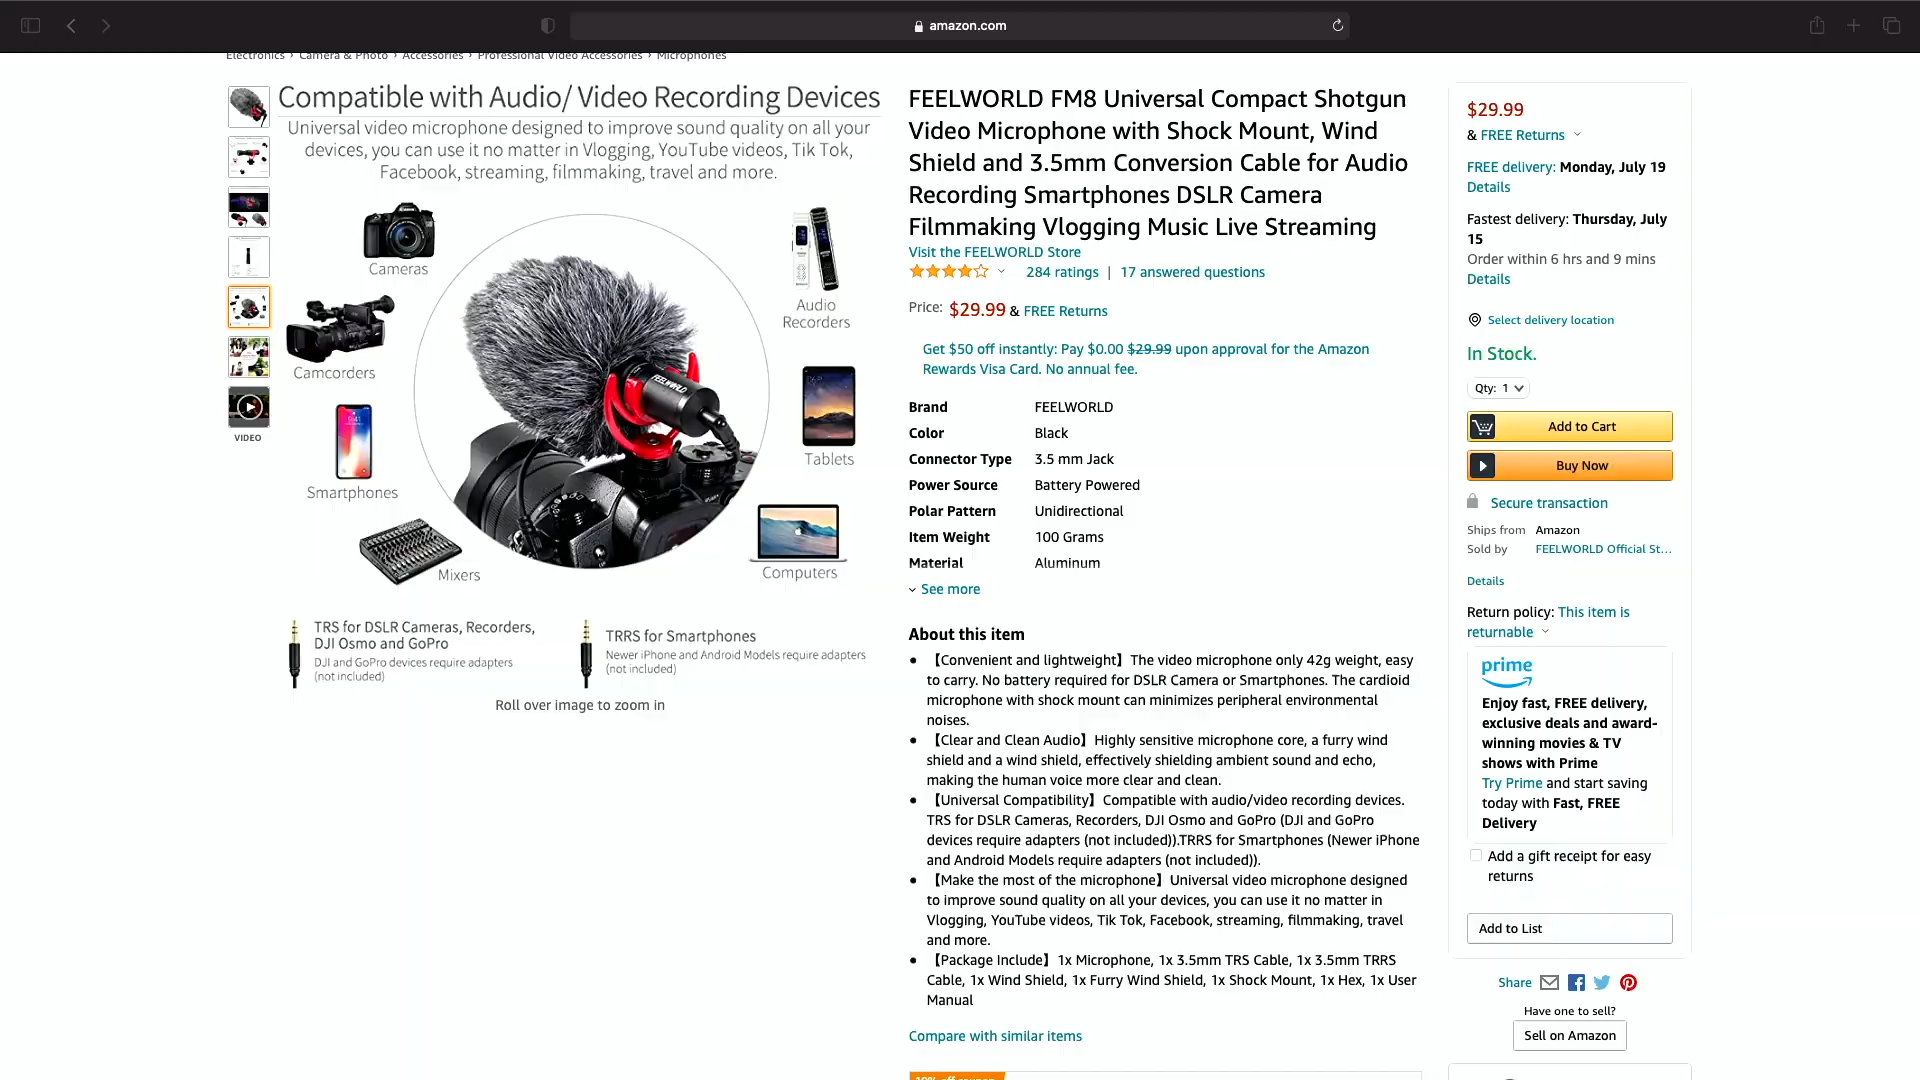 amazon.com
Electronics › Camera & Photo › Accessories › Professional Video Accessories › Microphones
VIDEO
Compatible with Audio/ Video Recording Devices
Universal video microphone designed to improve sound quality on all your
devices, you can use it no matter in Vlogging, YouTube videos, Tik Tok,
Facebook, streaming, filmmaking, travel and more.
Cameras
Audio
Recorders
Camcorders
FEELWORLD
Tablets
Smartphones
Mixers
Computers
TRS for DSLR Cameras, Recorders,
DJI Osmo and GoPro
DJI and GoPro devices require adapters
(not included)
TRRS for Smartphones
Newer iPhone and Android Models require adapters
(not included)
Roll over image to zoom in
FEELWORLD FM8 Universal Compact Shotgun
Video Microphone with Shock Mount, Wind
Shield and 3.5mm Conversion Cable for Audio
Recording Smartphones DSLR Camera
Filmmaking Vlogging Music Live Streaming
Visit the FEELWORLD Store
284 ratings | 17 answered questions
Price: $29.99 & FREE Returns
Get $50 off instantly: Pay $0.00 $29.99 upon approval for the Amazon
Rewards Visa Card. No annual fee.
Brand FEELWORLD
Color Black
Connector Type 3.5 mm Jack
Power Source Battery Powered
Polar Pattern Unidirectional
Item Weight 100 Grams
Material Aluminum
See more
About this item
• 【Convenient and lightweight】The video microphone only 42g weight, easy
to carry. No battery required for DSLR Camera or Smartphones. The cardioid
microphone with shock mount can minimizes peripheral environmental
noises.
• 【Clear and Clean Audio】Highly sensitive microphone core, a furry wind
shield and a wind shield, effectively shielding ambient sound and echo,
making the human voice more clear and clean.
• 【Universal Compatibility】Compatible with audio/video recording devices.
TRS for DSLR Cameras, Recorders, DJI Osmo and GoPro (DJI and GoPro
devices require adapters (not included)).TRRS for Smartphones (Newer iPhone
and Android Models require adapters (not included)).
• 【Make the most of the microphone】Universal video microphone designed
to improve sound quality on all your devices, you can use it no matter in
Vlogging, YouTube videos, Tik Tok, Facebook, streaming, filmmaking, travel
and more.
• 【Package Include】1x Microphone, 1x 3.5mm TRS Cable, 1x 3.5mm TRRS
Cable, 1x Wind Shield, 1x Furry Wind Shield, 1x Shock Mount, 1x Hex, 1x User
Manual
Compare with similar items
10% off coupon
$29.99
& FREE Returns
FREE delivery: Monday, July 19
Details
Fastest delivery: Thursday, July
15
Order within 6 hrs and 9 mins
Details
Select delivery location
In Stock.
Qty: 1
Add to Cart
Buy Now
Secure transaction
Ships from Amazon
Sold by FEELWORLD Official St...
Details
Return policy: This item is
returnable
prime
Enjoy fast, FREE delivery,
exclusive deals and award-
winning movies & TV
shows with Prime
Try Prime and start saving
today with Fast, FREE
Delivery
Add a gift receipt for easy
returns
Add to List
Share
Have one to sell?
Sell on Amazon